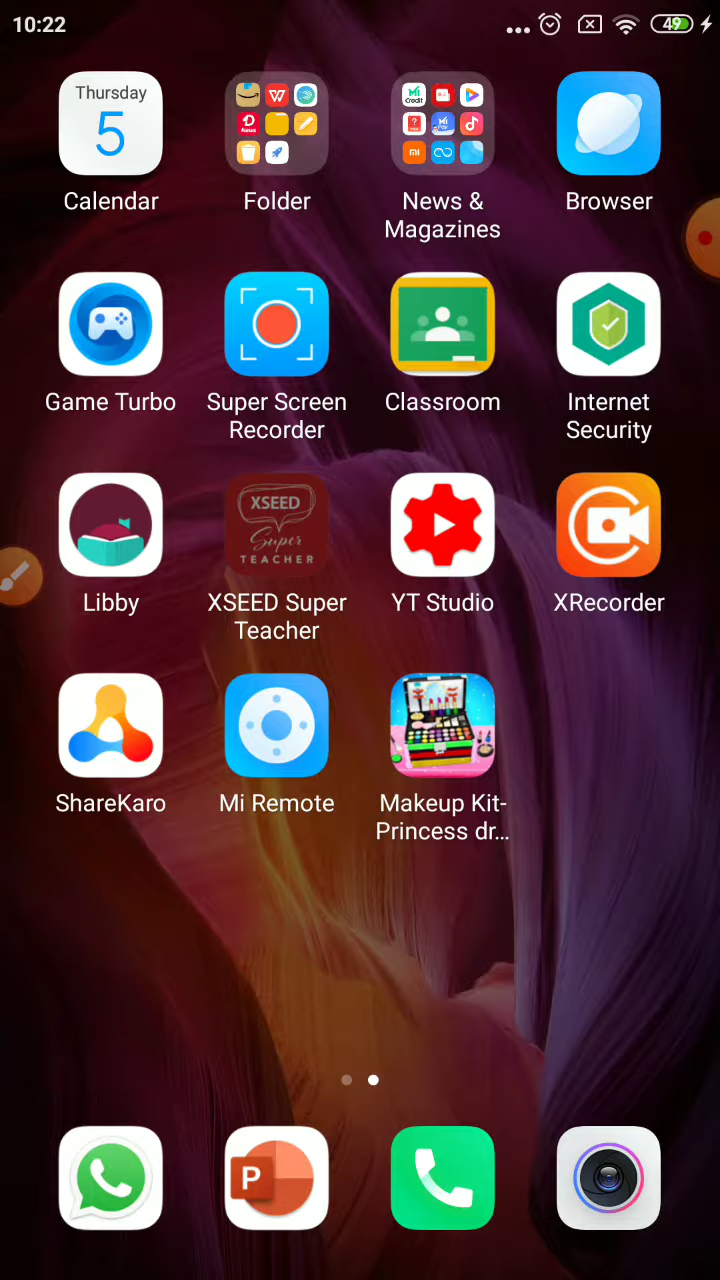 10:22
49
Thursday
5
Calendar
Folder
News &
Magazines
Browser
Game Turbo
Super Screen
Recorder
Classroom
Internet
Security
Libby
XSEED
Super
TEACHER
XSEED Super
Teacher
YT Studio
XRecorder
ShareKaro
Mi Remote
Makeup Kit-
Princess dr...
P